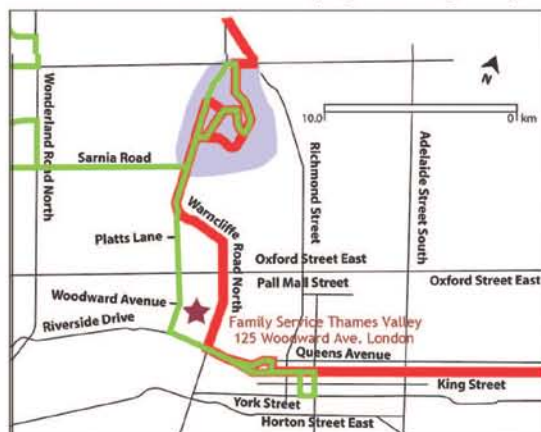 N
10.0
0 km
Wonderland Road North
Sarnia Road
Richmond Street
Adelaide Street South
Platts Lane
Warncliffe
Road North
Oxford Street East
Pall Mall Street
Oxford Street East
Woodward Avenue
Riverside Drive
Family Service Thames Valley
125 Woodward Ave. London
Queens Avenue
King Street
York Street
Horton Street East